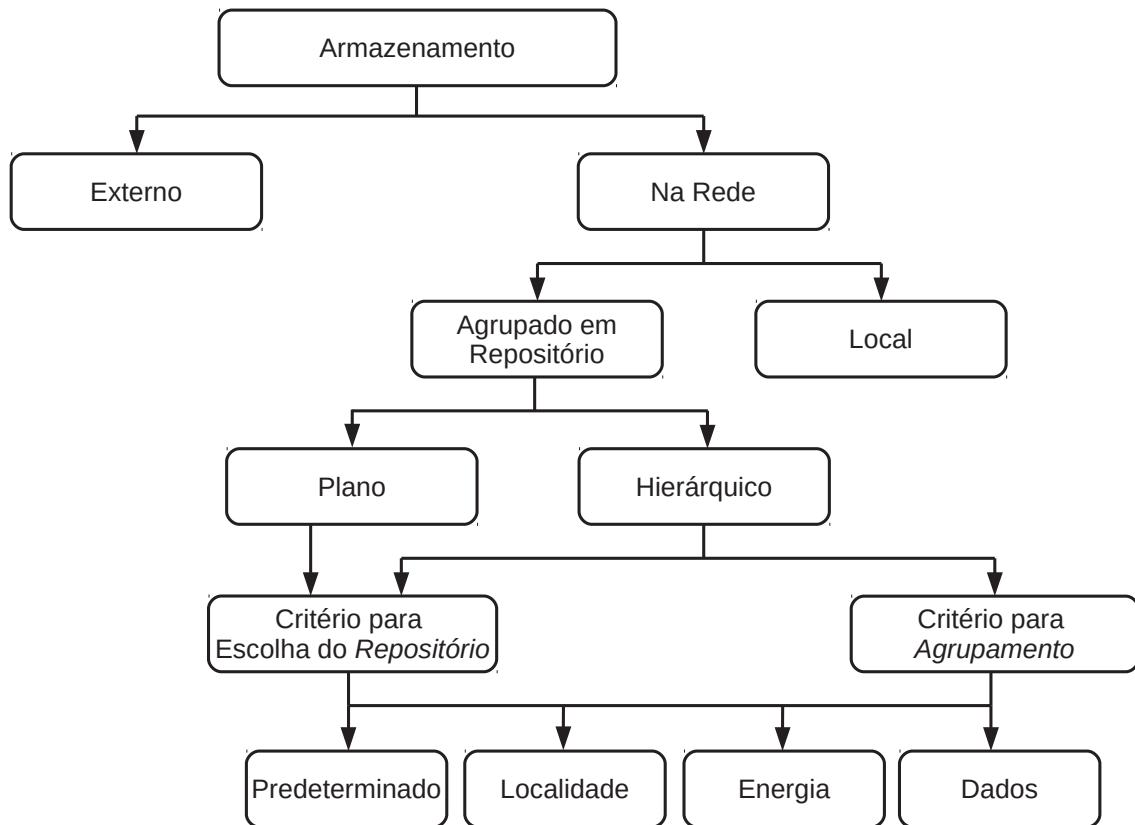 Armazenamento
Externo
Na Rede
Agrupado em
Repositório
Local
Plano
Hierárquico
Critério para
Escolha do Repositório
Critério para
Agrupamento
Predeterminado
Localidade
Energia
Dados